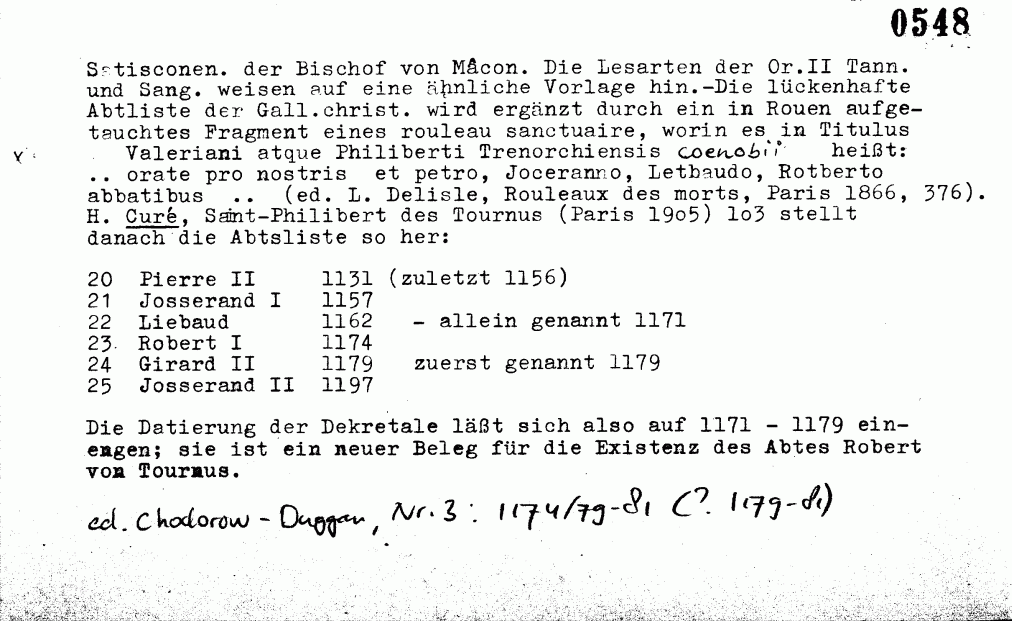 0548
Satisconen. der Bischof von Mâcon. Die Lesarten der Or.II Tann.
und Sang. weisen auf eine ähnliche Vorlage hin.-Die lückenhafte
Abtliste der Gall.christ. wird ergänzt durch ein in Rouen aufge-
tauchtes Fragment eines rouleau sanctuaire, worin es in Titulus
Valeriani atque Philiberti Trenorchiensis coenobii heißt:
.. orate pro nostris et petro, Joceranno, Letbaudo, Rotberto
abbatibus .. (ed. L. Delisle, Rouleaux des morts, Paris 1866, 376).
H. Curé, Saint-Philibert des Tournus (Paris 19o5) lo3 stellt
danach die Abtsliste so her:
20 Pierre II 1131 (zuletzt 1156)
21 Josserand I 1157
22 Liebaud 1162 - allein genannt 1171
23 Robert I 1174
24 Girard II 1179 zuerst genannt 1179
25 Josserand II 1197
Die Datierung der Dekretale läßt sich also auf 1171 - 1179 ein-
engen; sie ist ein neuer Beleg für die Existenz des Abtes Robert
von Tournus.
ed. Chodorow - Duggan, Nr. 3 : 1174/79-81 (? 1179-81)